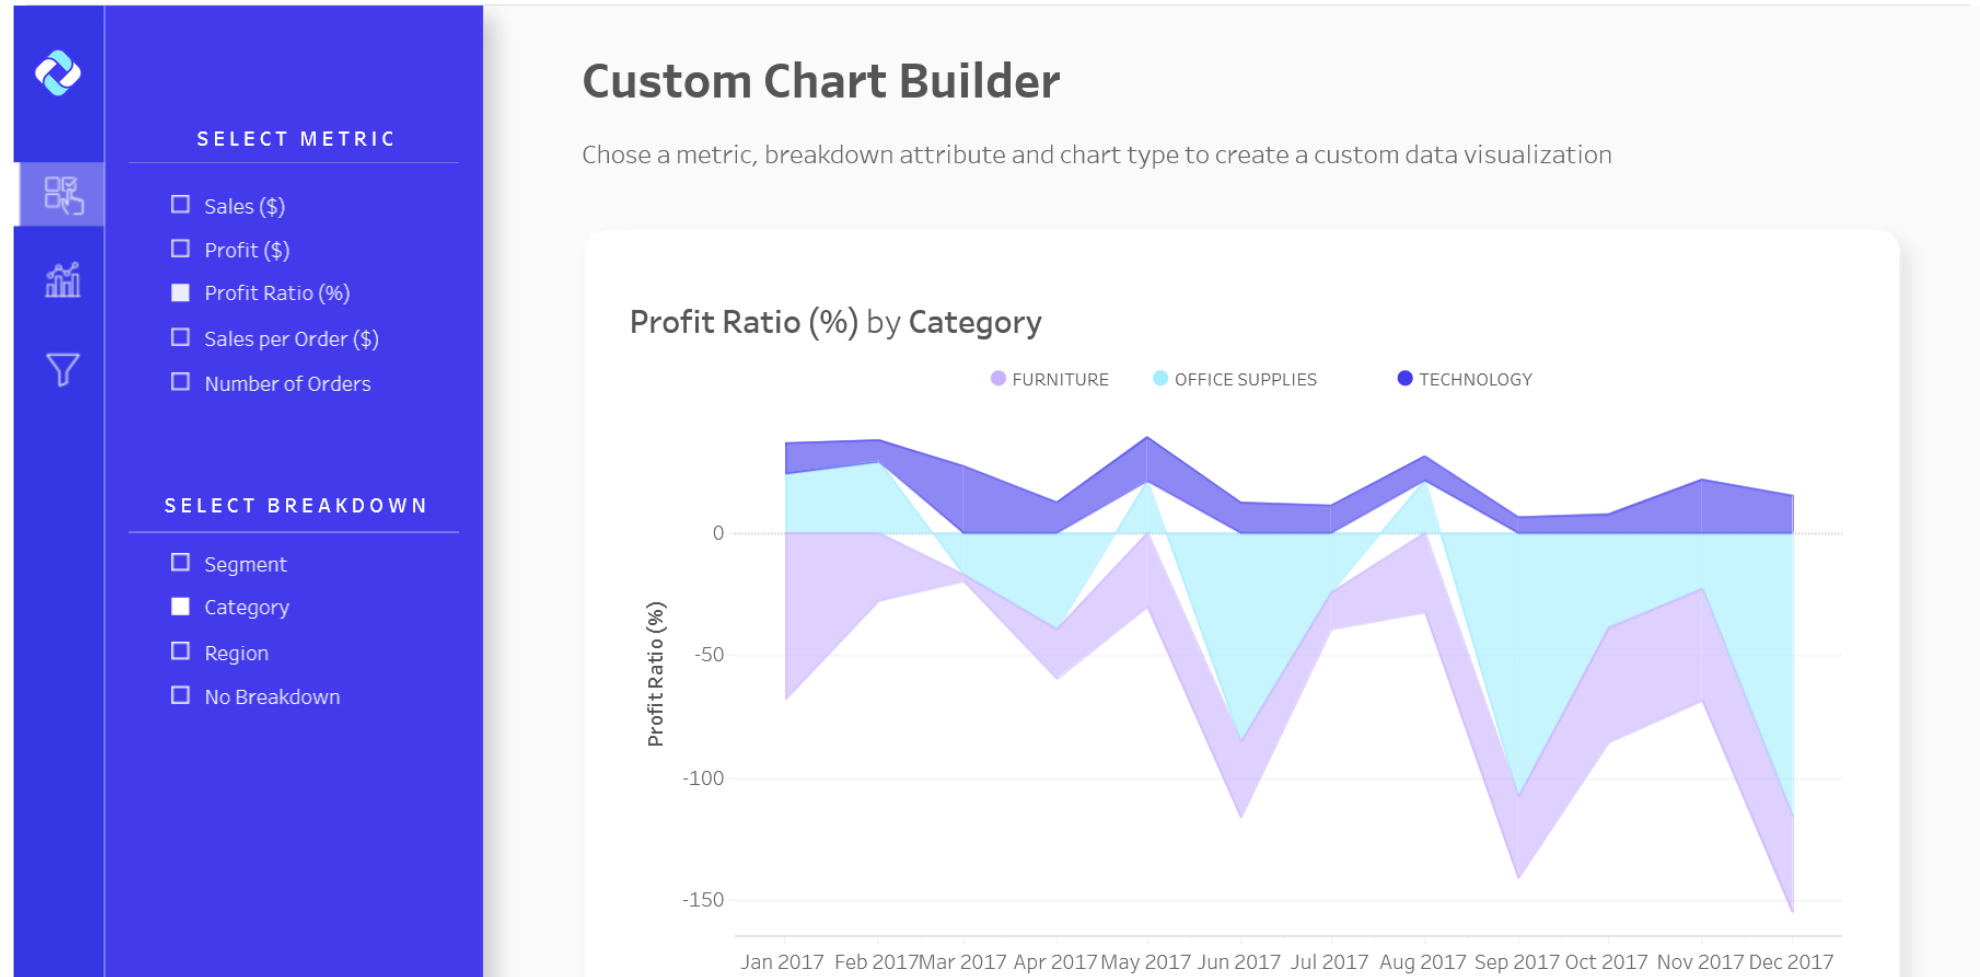 SELECT METRIC
Sales ($)
Profit ($)
Profit Ratio (%)
Sales per Order ($)
Number of Orders
SELECT BREAKDOWN
Segment
Category
Region
No Breakdown
Custom Chart Builder
Chose a metric, breakdown attribute and chart type to create a custom data visualization
Profit Ratio (%) by Category
FURNITURE OFFICE SUPPLIES TECHNOLOGY
Profit Ratio (%)
0
-50
-100
-150
Jan 2017 Feb 2017 Mar 2017 Apr 2017 May 2017 Jun 2017 Jul 2017 Aug 2017 Sep 2017 Oct 2017 Nov 2017 Dec 2017